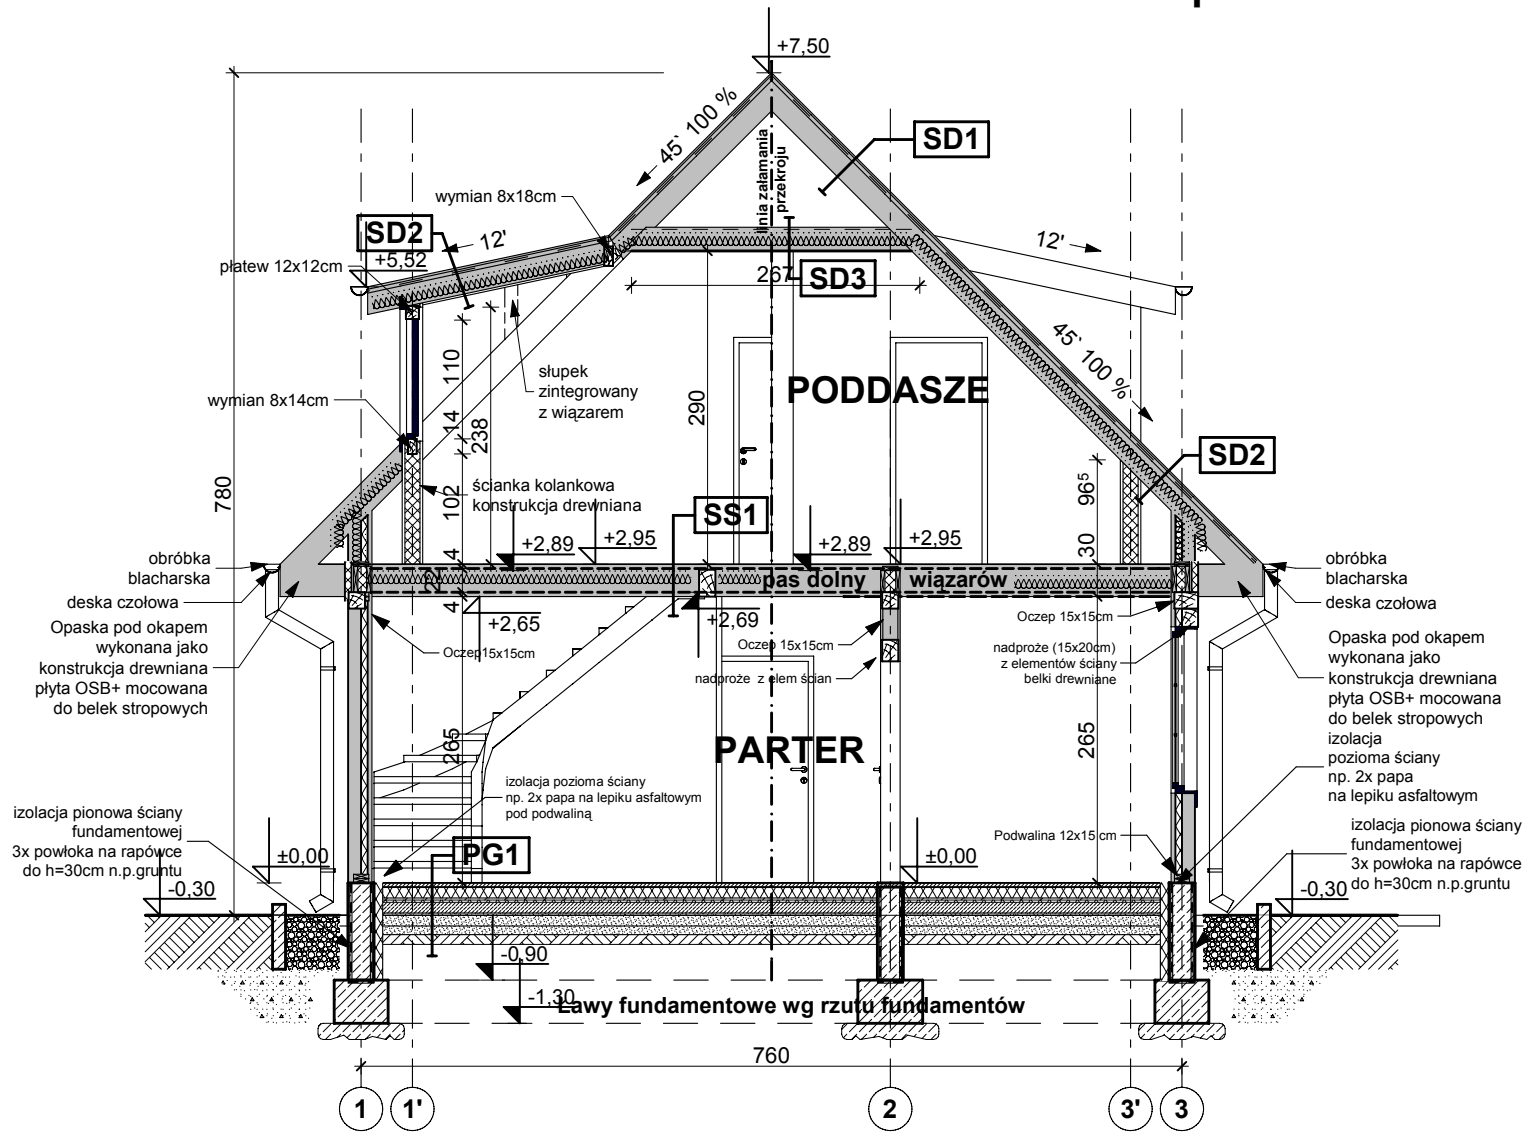 +7,50
45` 100 %
SD1
linia załamania
przekroju
wymian 8x18cm
SD2
12'
12'
+5,52
płatew 12x12cm
267
SD3
45` 100 %
110
słupek
zintegrowany
z wiązarem
PODDASZE
wymian 8x14cm
14
238
290
SD2
780
102
ścianka kolankowa
konstrukcja drewniana
96⁵
SS1
30
4
+2,89
+2,95
+2,89
+2,95
obróbka
blacharska
deska czołowa
22
pas dolny
wiązarów
obróbka
blacharska
deska czołowa
4
+2,65
+2,69
Oczep 15x15cm
Opaska pod okapem
wykonana jako
konstrukcja drewniana
płyta OSB+ mocowana
do belek stropowych
Oczep15x15cm
Oczep 15x15cm
nadproże z elem ścian
nadproże (15x20cm)
z elementów ściany
belki drewniane
Opaska pod okapem
wykonana jako
konstrukcja drewniana
płyta OSB+ mocowana
do belek stropowych
265
PARTER
265
izolacja
pozioma ściany
np. 2x papa
na lepiku asfaltowym
izolacja pozioma ściany
np. 2x papa na lepiku asfaltowym
pod podwaliną
izolacja pionowa ściany
fundamentowej
3x powłoka na rapówce
do h=30cm n.p.gruntu
Podwalina 12x15 cm
izolacja pionowa ściany
fundamentowej
3x powłoka na rapówce
do h=30cm n.p.gruntu
±0,00
PG1
±0,00
-0,30
-0,30
-0,90
-1,30
Ławy fundamentowe wg rzutu fundamentów
760
1
1'
2
3'
3